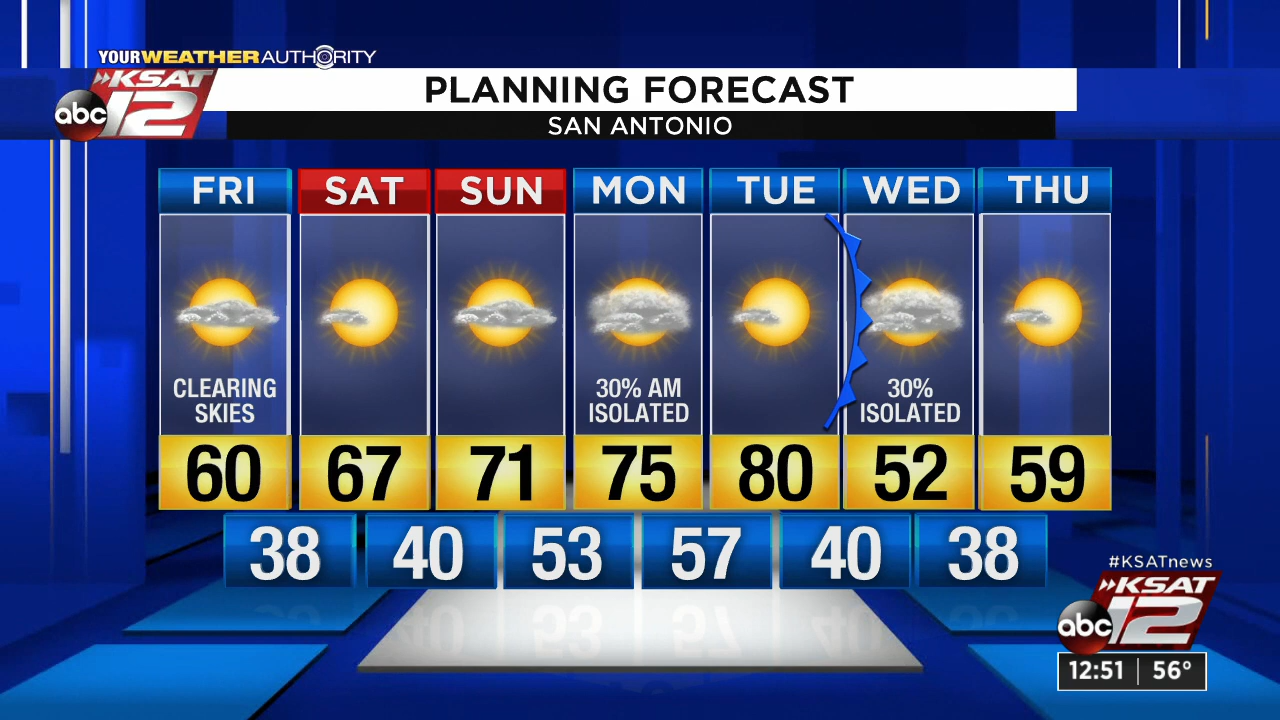 YOURWEATHERAUTHORITY
KSAT
abc 12
PLANNING FORECAST
SAN ANTONIO
FRI SAT SUN MON TUE WED THU
CLEARING SKIES
30% AM ISOLATED
30% ISOLATED
60 67 71 75 80 52 59
38 40 53 57 40 38
#KSATnews
KSAT
abc 12
12:51 56°